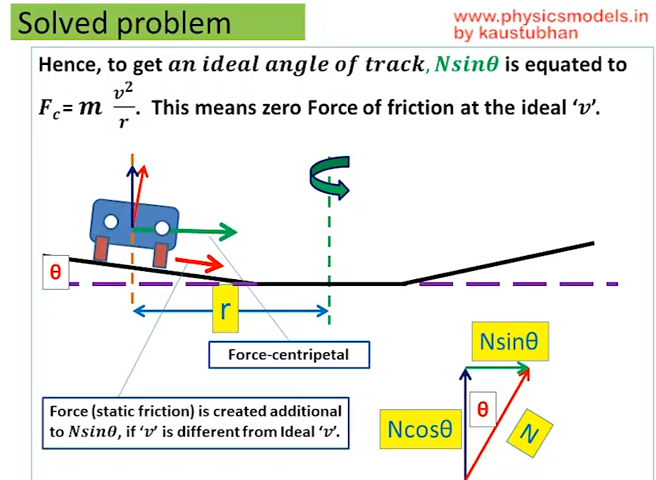 Solved problem
www.physicsmodels.in
by kaustubhan
Hence, to get an ideal angle of track, Nsinθ is equated to
F_c = m v²/r. This means zero Force of friction at the ideal ‘v’.
θ
r
Force-centripetal
Force (static friction) is created additional
to Nsinθ, if ‘v’ is different from Ideal ‘v’.
Nsinθ
θ
Ncosθ
N